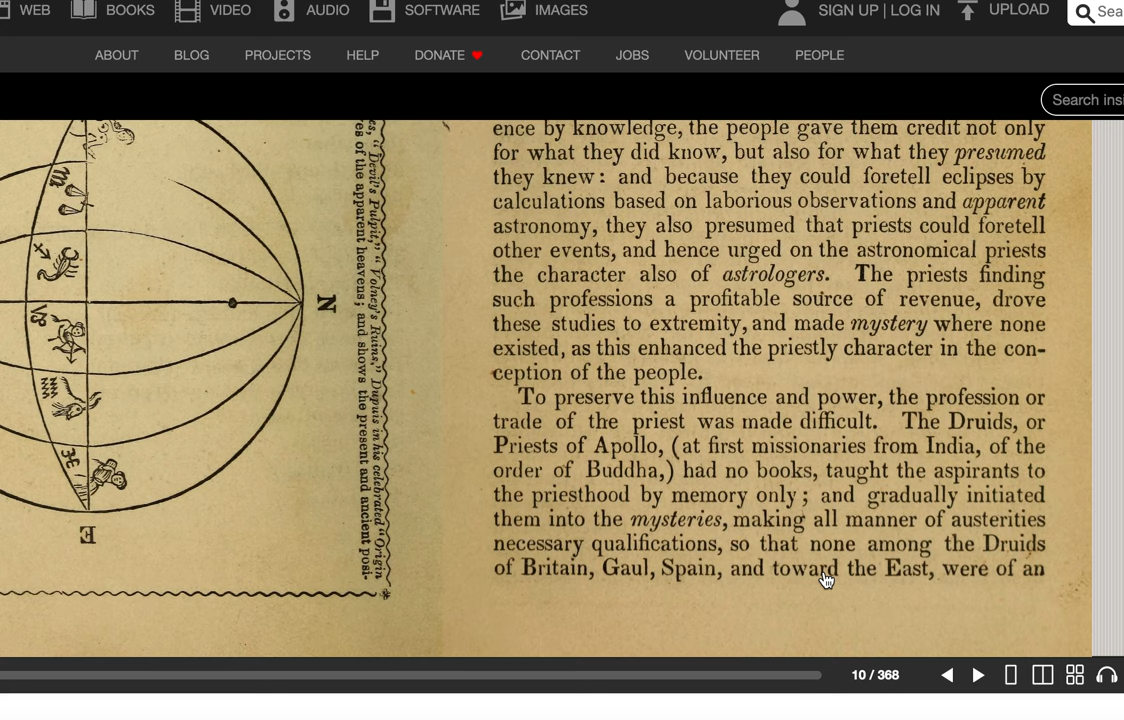 WEB BOOKS VIDEO AUDIO SOFTWARE IMAGES SIGN UP | LOG IN UPLOAD Sea
ABOUT BLOG PROJECTS HELP DONATE CONTACT JOBS VOLUNTEER PEOPLE
Search insi
N
E
es, "Devil's Pulpit," "Volney's Ruins," Dupuis in his celebrated "Origin
es of the apparent heavens; and shows the present and ancient posi-
ence by knowledge, the people gave them credit not only
for what they did know, but also for what they presumed
they knew: and because they could foretell eclipses by
calculations based on laborious observations and apparent
astronomy, they also presumed that priests could foretell
other events, and hence urged on the astronomical priests
the character also of astrologers. The priests finding
such professions a profitable source of revenue, drove
these studies to extremity, and made mystery where none
existed, as this enhanced the priestly character in the con-
ception of the people.
To preserve this influence and power, the profession or
trade of the priest was made difficult. The Druids, or
Priests of Apollo, (at first missionaries from India, of the
order of Buddha,) had no books, taught the aspirants to
the priesthood by memory only; and gradually initiated
them into the mysteries, making all manner of austerities
necessary qualifications, so that none among the Druids
of Britain, Gaul, Spain, and toward the East, were of an
10 / 368